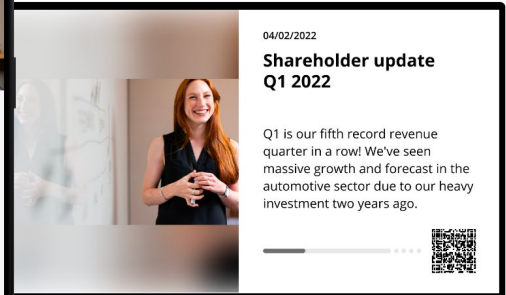 04/02/2022
Shareholder update
Q1 2022
Q1 is our fifth record revenue
quarter in a row! We've seen
massive growth and forecast in the
automotive sector due to our heavy
investment two years ago.